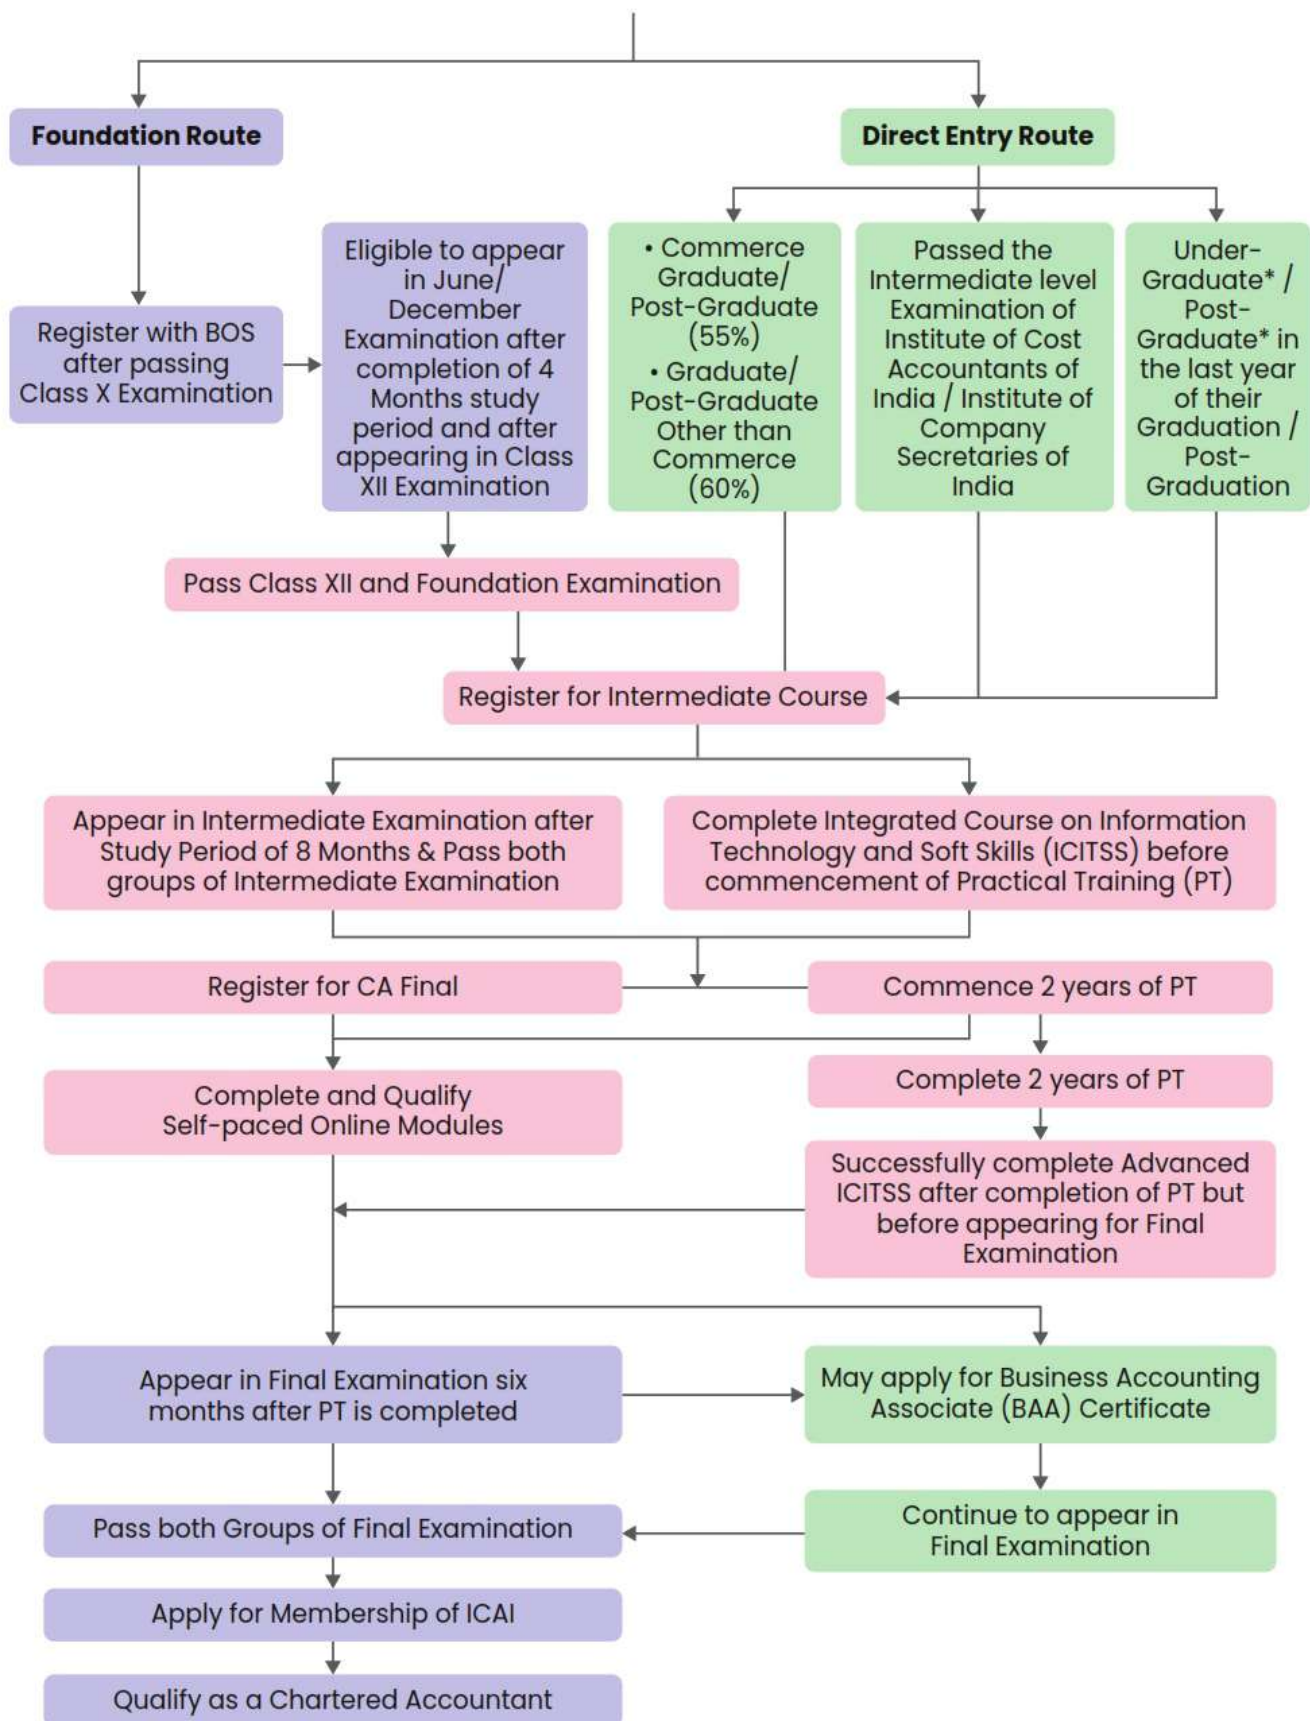 Foundation Route
Direct Entry Route
Register with BOS
after passing
Class X Examination
Eligible to appear
in June/
December
Examination after
completion of 4
Months study
period and after
appearing in Class
XII Examination
• Commerce
Graduate/
Post-Graduate
(55%)
• Graduate/
Post-Graduate
Other than
Commerce
(60%)
Passed the
Intermediate level
Examination of
Institute of Cost
Accountants of
India / Institute of
Company
Secretaries of
India
Under-
Graduate* /
Post-
Graduate* in
the last year
of their
Graduation /
Post-
Graduation
Pass Class XII and Foundation Examination
Register for Intermediate Course
Appear in Intermediate Examination after
Study Period of 8 Months & Pass both
groups of Intermediate Examination
Complete Integrated Course on Information
Technology and Soft Skills (ICITSS) before
commencement of Practical Training (PT)
Register for CA Final
Commence 2 years of PT
Complete and Qualify
Self-paced Online Modules
Complete 2 years of PT
Successfully complete Advanced
ICITSS after completion of PT but
before appearing for Final
Examination
Appear in Final Examination six
months after PT is completed
May apply for Business Accounting
Associate (BAA) Certificate
Pass both Groups of Final Examination
Continue to appear in
Final Examination
Apply for Membership of ICAI
Qualify as a Chartered Accountant